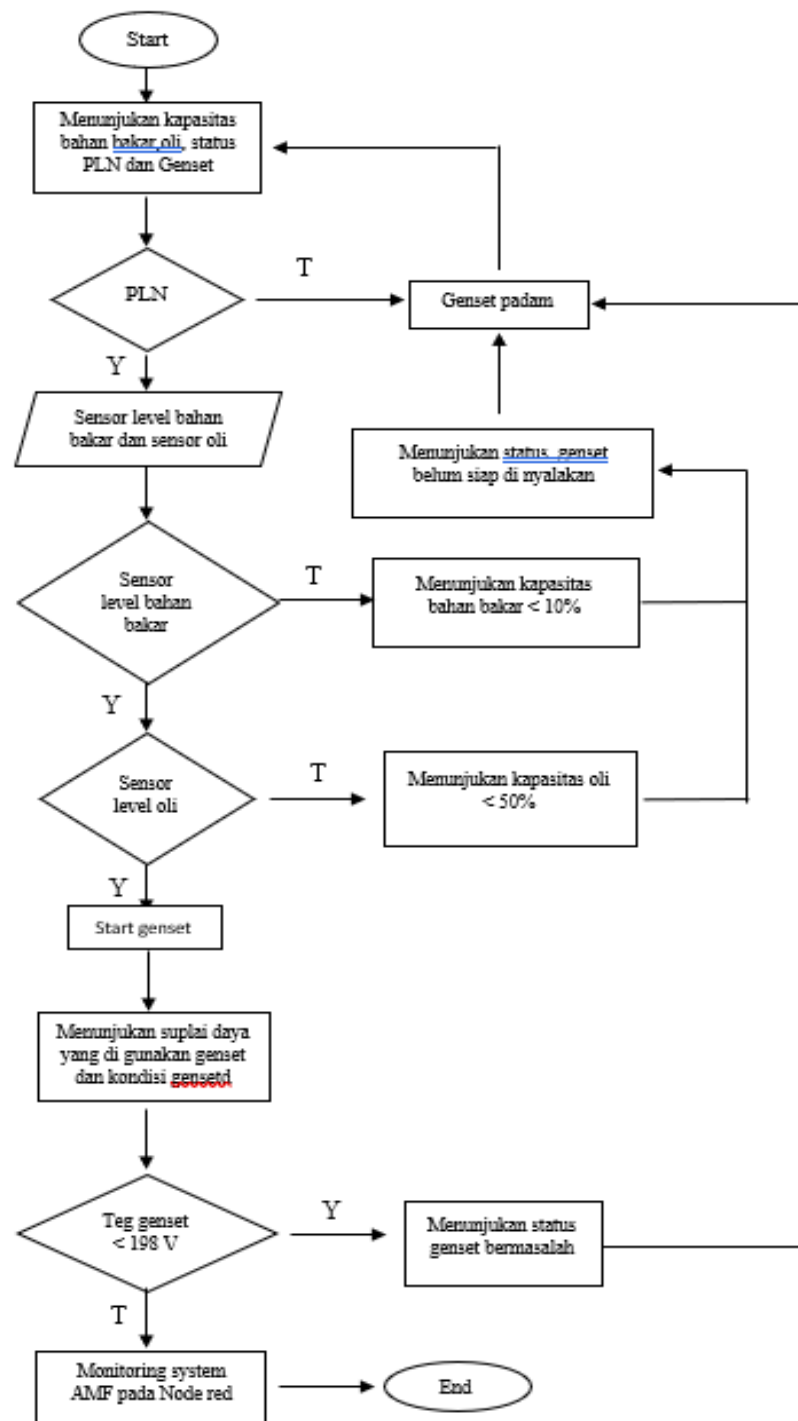 Start
Menunjukan kapasitas
bahan bakar,oli, status
PLN dan Genset
PLN
T
Genset padam
Y
Sensor level bahan
bakar dan sensor oli
Menunjukan status genset
belum siap di nyalakan
Sensor
level bahan
bakar
T
Menunjukan kapasitas
bahan bakar < 10%
Y
Sensor
level oli
T
Menunjukan kapasitas oli
< 50%
Y
Start genset
Menunjukan suplai daya
yang di gunakan genset
dan kondisi gensetd
Teg genset
< 198 V
Y
Menunjukan status
genset bermasalah
T
Monitoring system
AMF pada Node red
End